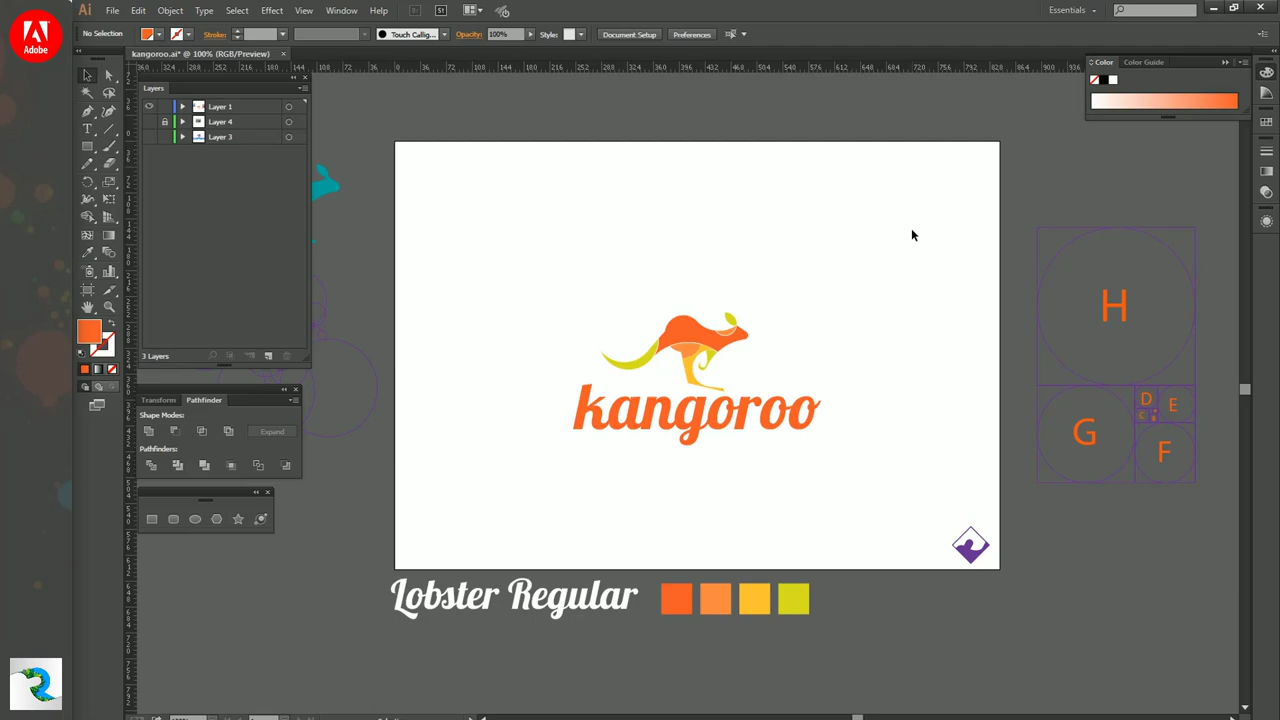 Adobe
Ai File Edit Object Type Select Effect View Window Help Br St Essentials
No Selection Stroke: Touch Callig... Opacity: 100% Style: Document Setup Preferences
kangoroo.ai* @ 100% (RGB/Preview) ×
Layers
Layer 1
Layer 4
Layer 3
3 Layers
Transform Pathfinder
Shape Modes:
Expand
Pathfinders:
Color Color Guide
kangoroo
Lobster Regular
H
D E
C
G F